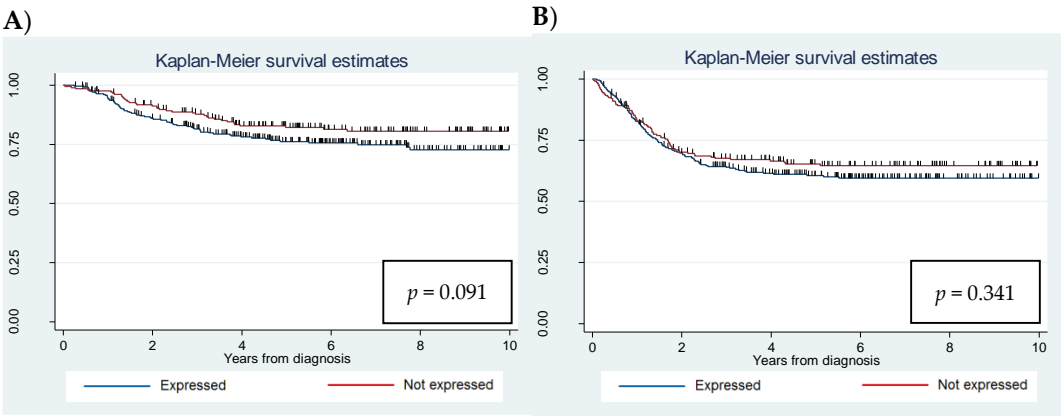 A)
Kaplan-Meier survival estimates
1.00
0.75
0.50
0.25
0.00
p = 0.091
0 2 4 6 8 10
Years from diagnosis
Expressed Not expressed
B)
Kaplan-Meier survival estimates
1.00
0.75
0.50
0.25
0.00
p = 0.341
0 2 4 6 8 10
Years from diagnosis
Expressed Not expressed